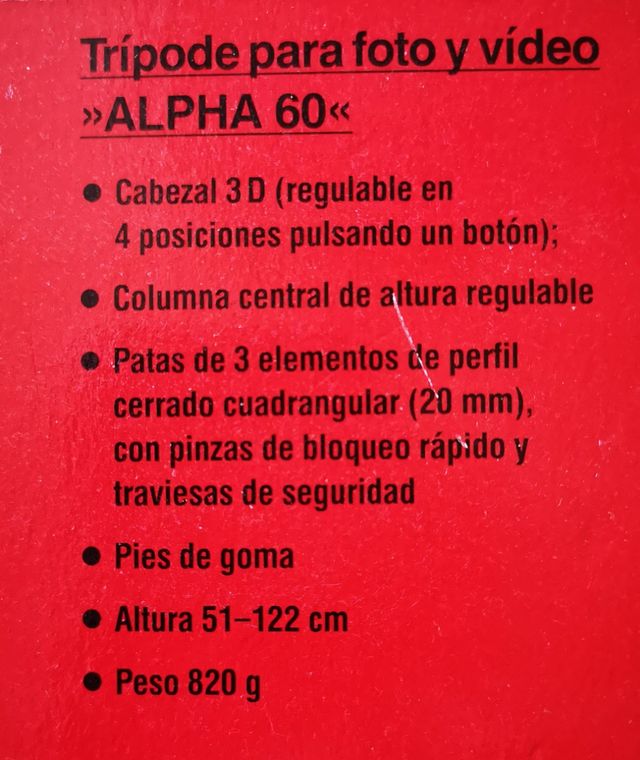 Trípode para foto y vídeo
»ALPHA 60«
● Cabezal 3D (regulable en
4 posiciones pulsando un botón);
● Columna central de altura regulable
● Patas de 3 elementos de perfil
cerrado cuadrangular (20 mm),
con pinzas de bloqueo rápido y
traviesas de seguridad
● Pies de goma
● Altura 51–122 cm
● Peso 820 g